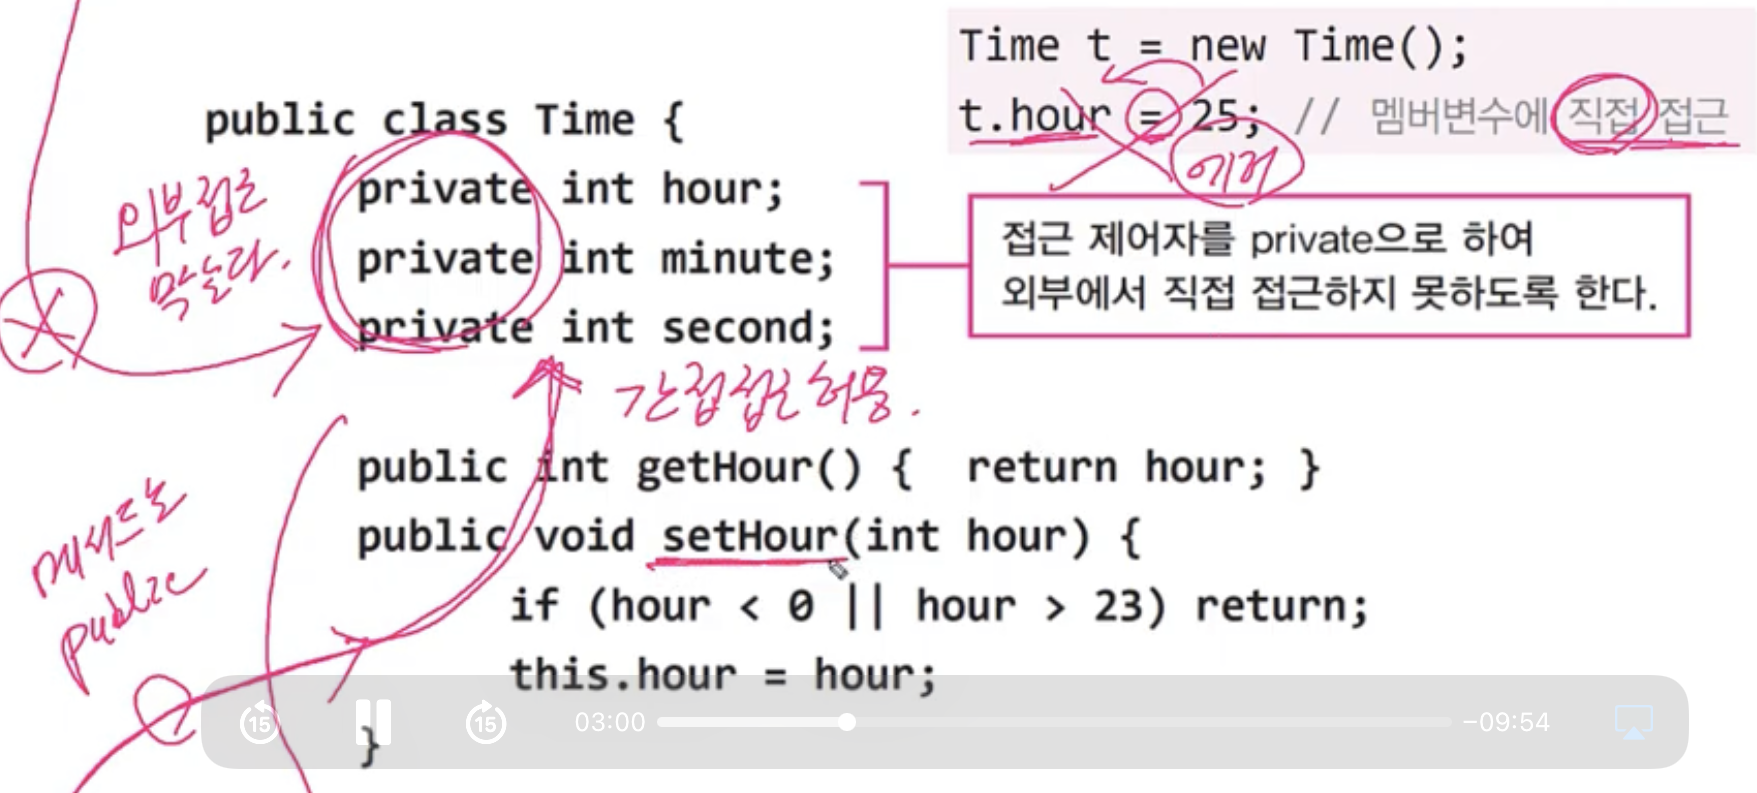 Time t = new Time();
t.hour = 25; // 멤버변수에 직접 접근
에러
public class Time {
private int hour;
private int minute;
private int second;
외부접근
막는다.
접근 제어자를 private으로 하여
외부에서 직접 접근하지 못하도록 한다.
간접접근허용.
public int getHour() { return hour; }
public void setHour(int hour) {
if (hour < 0 || hour > 23) return;
this.hour = hour;
}
메서드는
public
15
15
03:00
-09:54